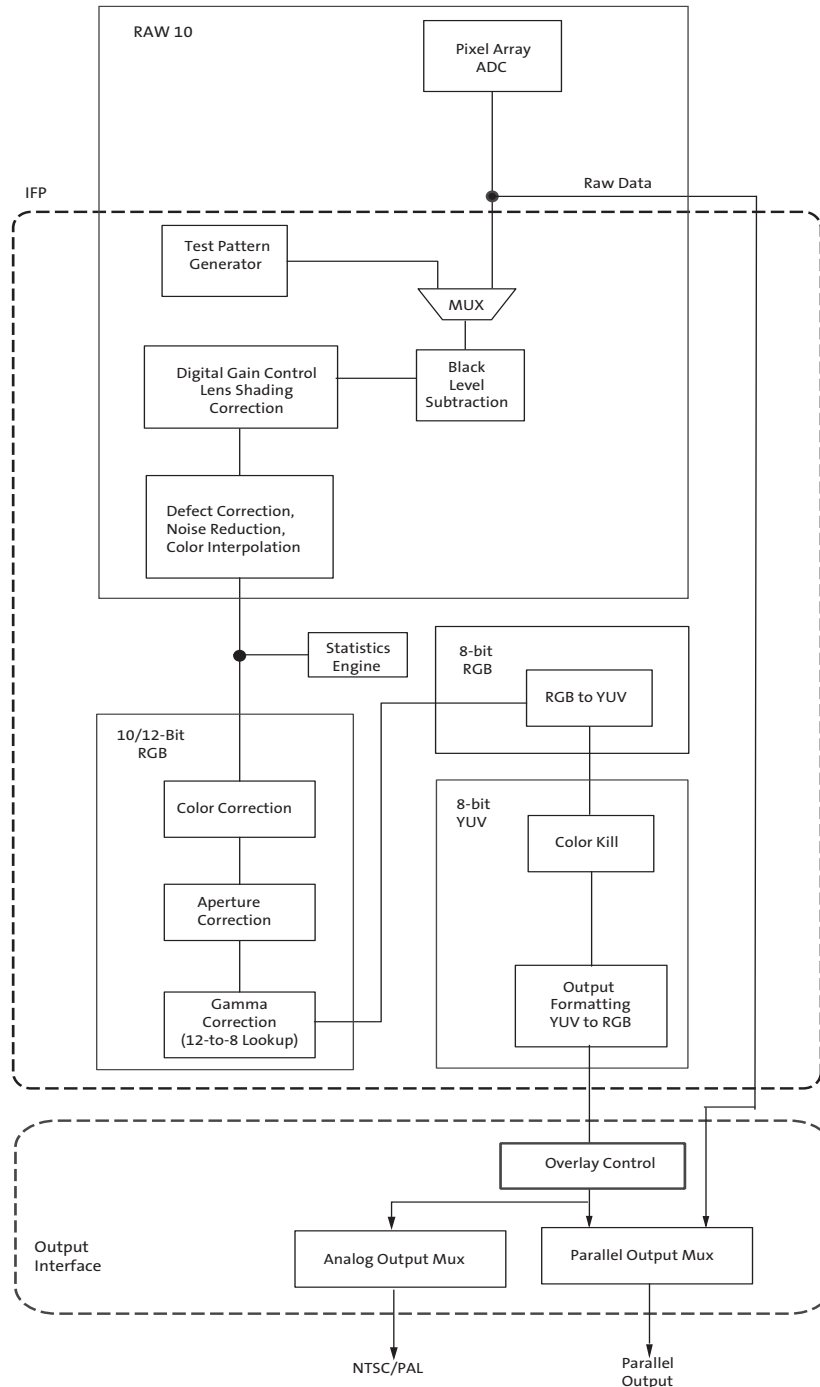 RAW 10
Pixel Array
ADC
IFP
Raw Data
Test Pattern
Generator
MUX
Digital Gain Control
Lens Shading
Correction
Black
Level
Subtraction
Defect Correction,
Noise Reduction,
Color Interpolation
Statistics
Engine
8-bit
RGB
RGB to YUV
10/12-Bit
RGB
Color Correction
8-bit
YUV
Color Kill
Aperture
Correction
Gamma
Correction
(12-to-8 Lookup)
Output
Formatting
YUV to RGB
Overlay Control
Output
Interface
Analog Output Mux
Parallel Output Mux
NTSC/PAL
Parallel
Output